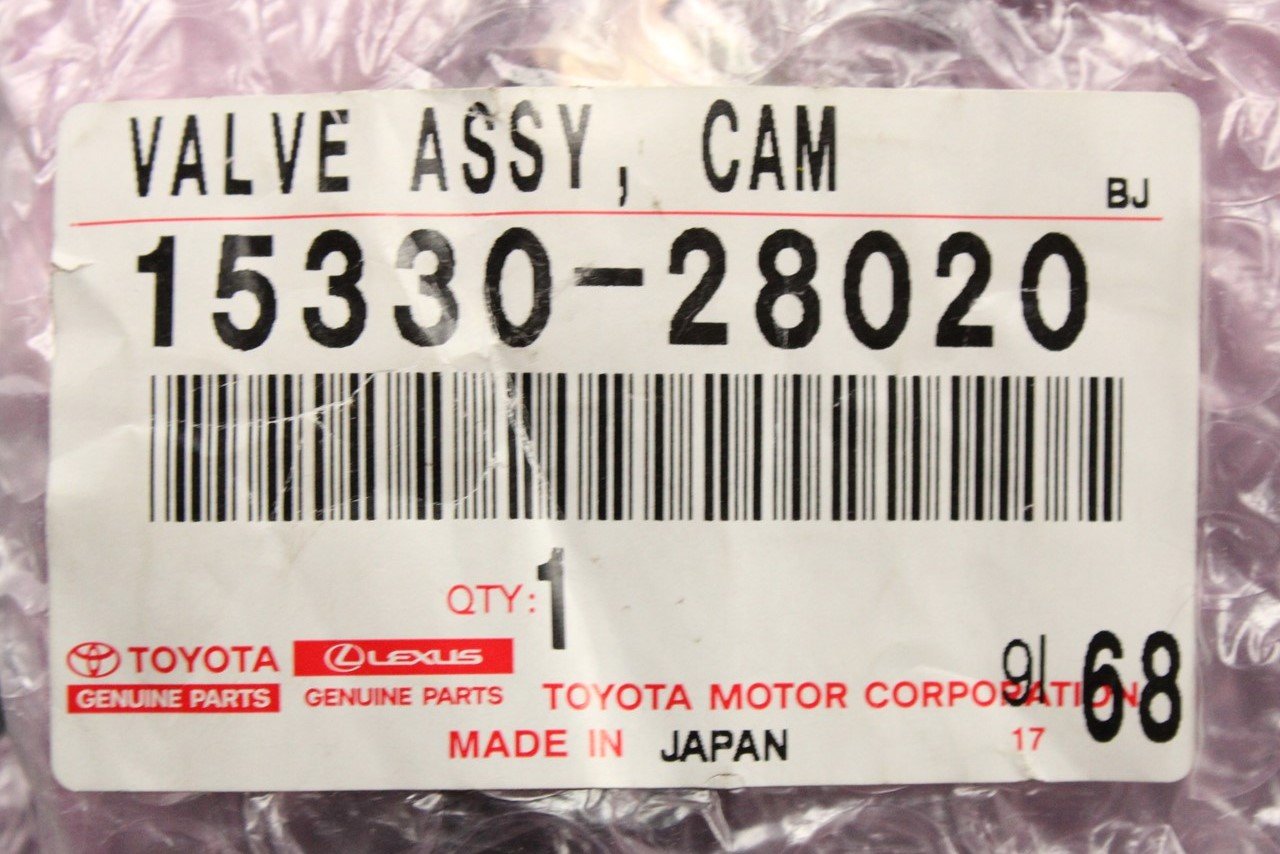 VALVE ASSY, CAM
BJ
15330-28020
QTY: 1
TOYOTA
GENUINE PARTS
LEXUS
GENUINE PARTS
TOYOTA MOTOR CORPORATION
9I 68
MADE IN JAPAN
17